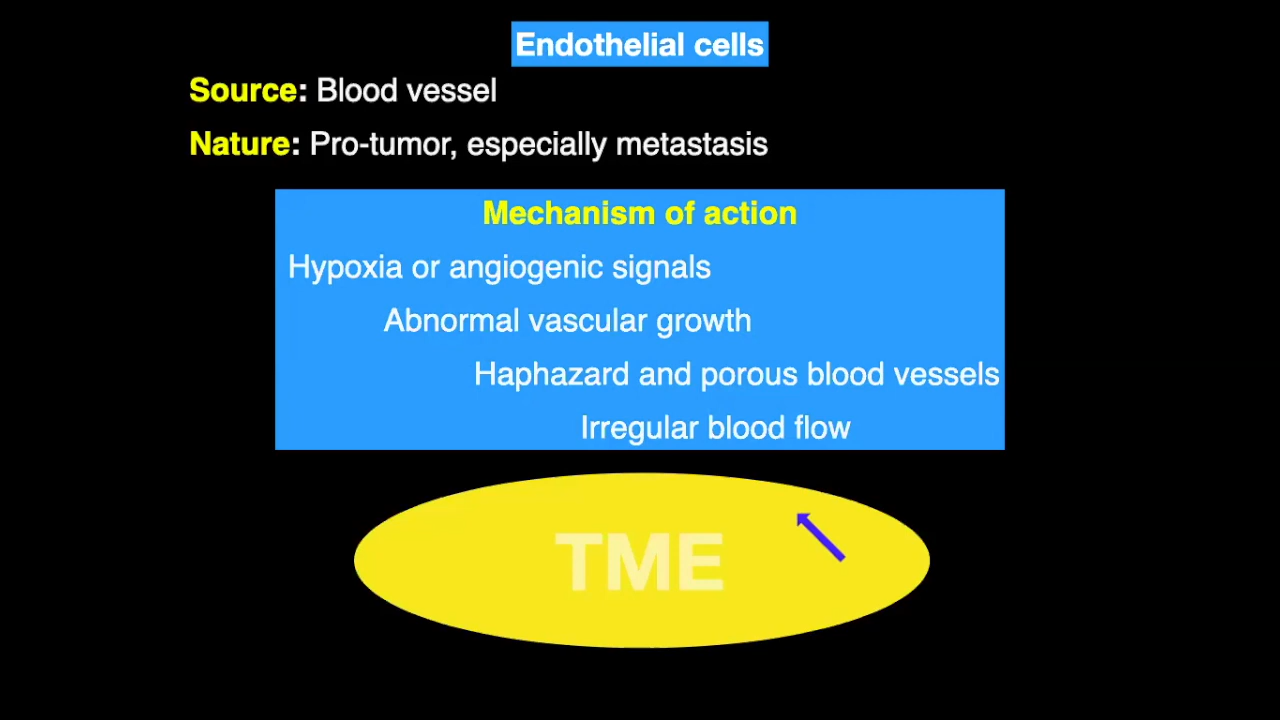 Endothelial cells
Source: Blood vessel
Nature: Pro-tumor, especially metastasis
Mechanism of action
Hypoxia or angiogenic signals
Abnormal vascular growth
Haphazard and porous blood vessels
Irregular blood flow
TME